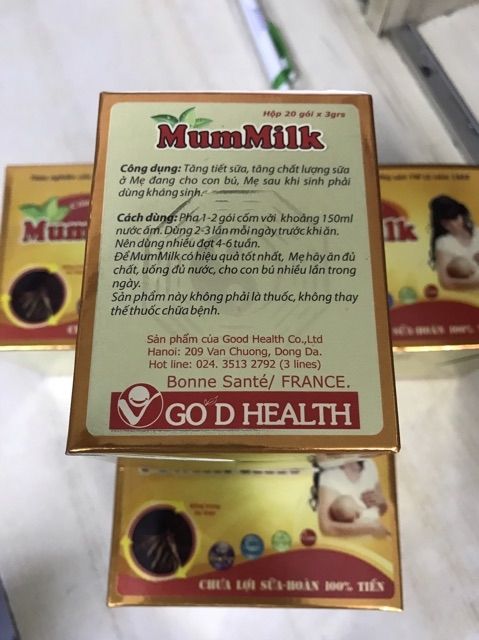 Hộp 20 gói x 3grs
MumMilk
Công dụng: Tăng tiết sữa, tăng chất lượng sữa
ở Mẹ đang cho con bú, Mẹ sau khi sinh phải
dùng kháng sinh.
Cách dùng: Pha 1-2 gói cốm với khoảng 150ml
nước ấm. Dùng 2-3 lần mỗi ngày trước khi ăn.
Nên dùng nhiều đợt 4-6 tuần.
Để MumMilk có hiệu quả tốt nhất, Mẹ hãy ăn đủ
chất, uống đủ nước, cho con bú nhiều lần trong
ngày.
Sản phẩm này không phải là thuốc, không thay
thế thuốc chữa bệnh.
Sản phẩm của Good Health Co.,Ltd
Hanoi: 209 Van Chuong, Dong Da.
Hot line: 024. 3513 2792 (3 lines)
Bonne Santé/ FRANCE.
GOOD HEALTH
Mum
ilk
SỮA-HOÀN 100%
CHƯA LỢI SỮA-HOÀN 100% TIỀN